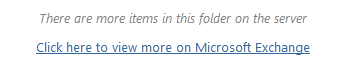 There are more items in this folder on the server
Click here to view more on Microsoft Exchange